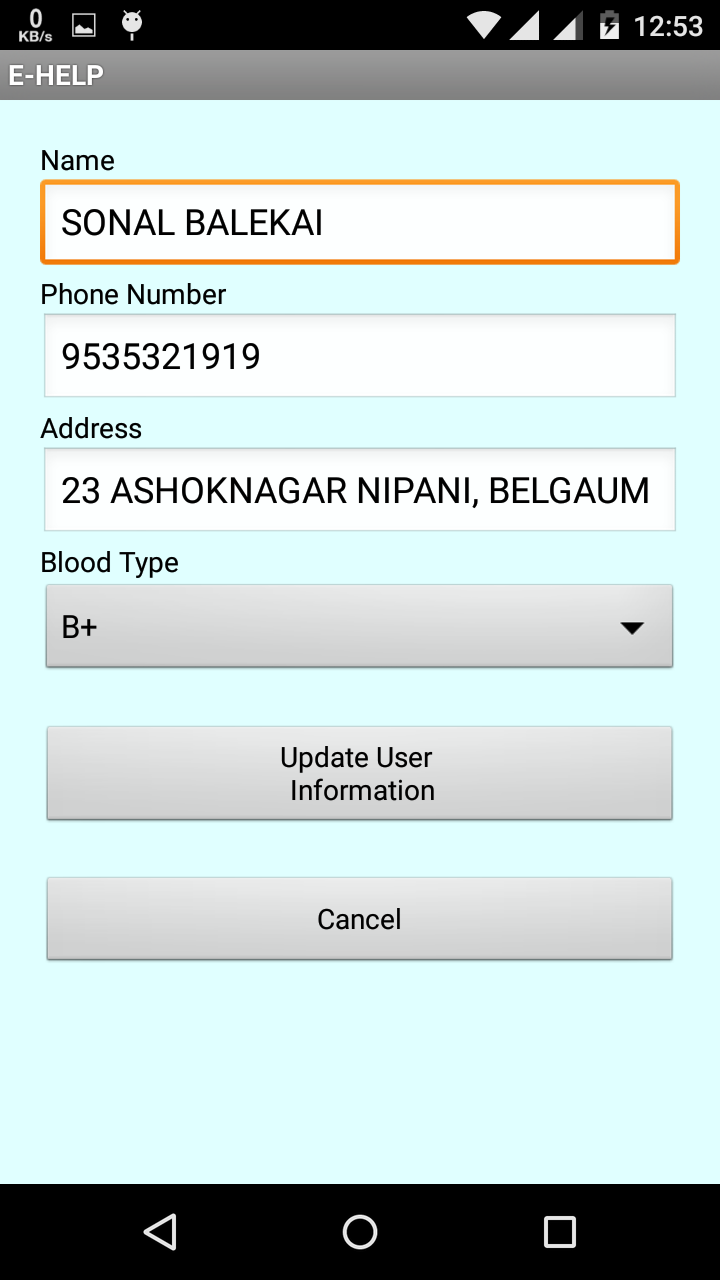 0
KB/s
12:53
E-HELP
Name
SONAL BALEKAI
Phone Number
9535321919
Address
23 ASHOKNAGAR NIPANI, BELGAUM
Blood Type
B+
Update User
Information
Cancel